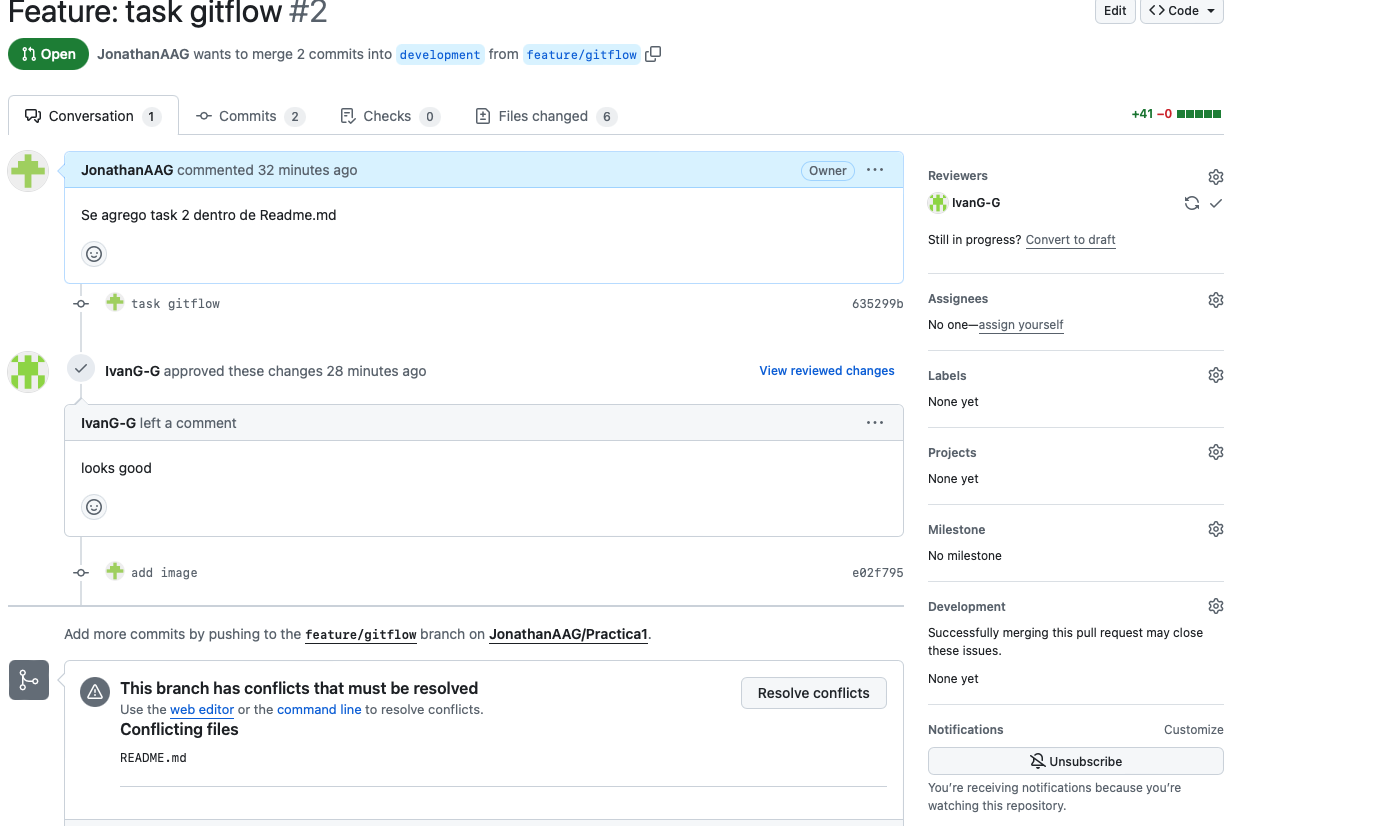 Feature: task gitflow #2
Edit
Code
Open
JonathanAAG wants to merge 2 commits into development from feature/gitflow
Conversation 1
Commits 2
Checks 0
Files changed 6
+41 −0
JonathanAAG commented 32 minutes ago
Owner
Se agrego task 2 dentro de Readme.md
task gitflow
635299b
IvanG-G approved these changes 28 minutes ago
View reviewed changes
IvanG-G left a comment
looks good
add image
e02f795
Add more commits by pushing to the feature/gitflow branch on JonathanAAG/Practica1.
This branch has conflicts that must be resolved
Use the web editor or the command line to resolve conflicts.
Resolve conflicts
Conflicting files
README.md
Reviewers
IvanG-G
Still in progress? Convert to draft
Assignees
No one—assign yourself
Labels
None yet
Projects
None yet
Milestone
No milestone
Development
Successfully merging this pull request may close
these issues.
None yet
Notifications
Customize
Unsubscribe
You're receiving notifications because you're
watching this repository.